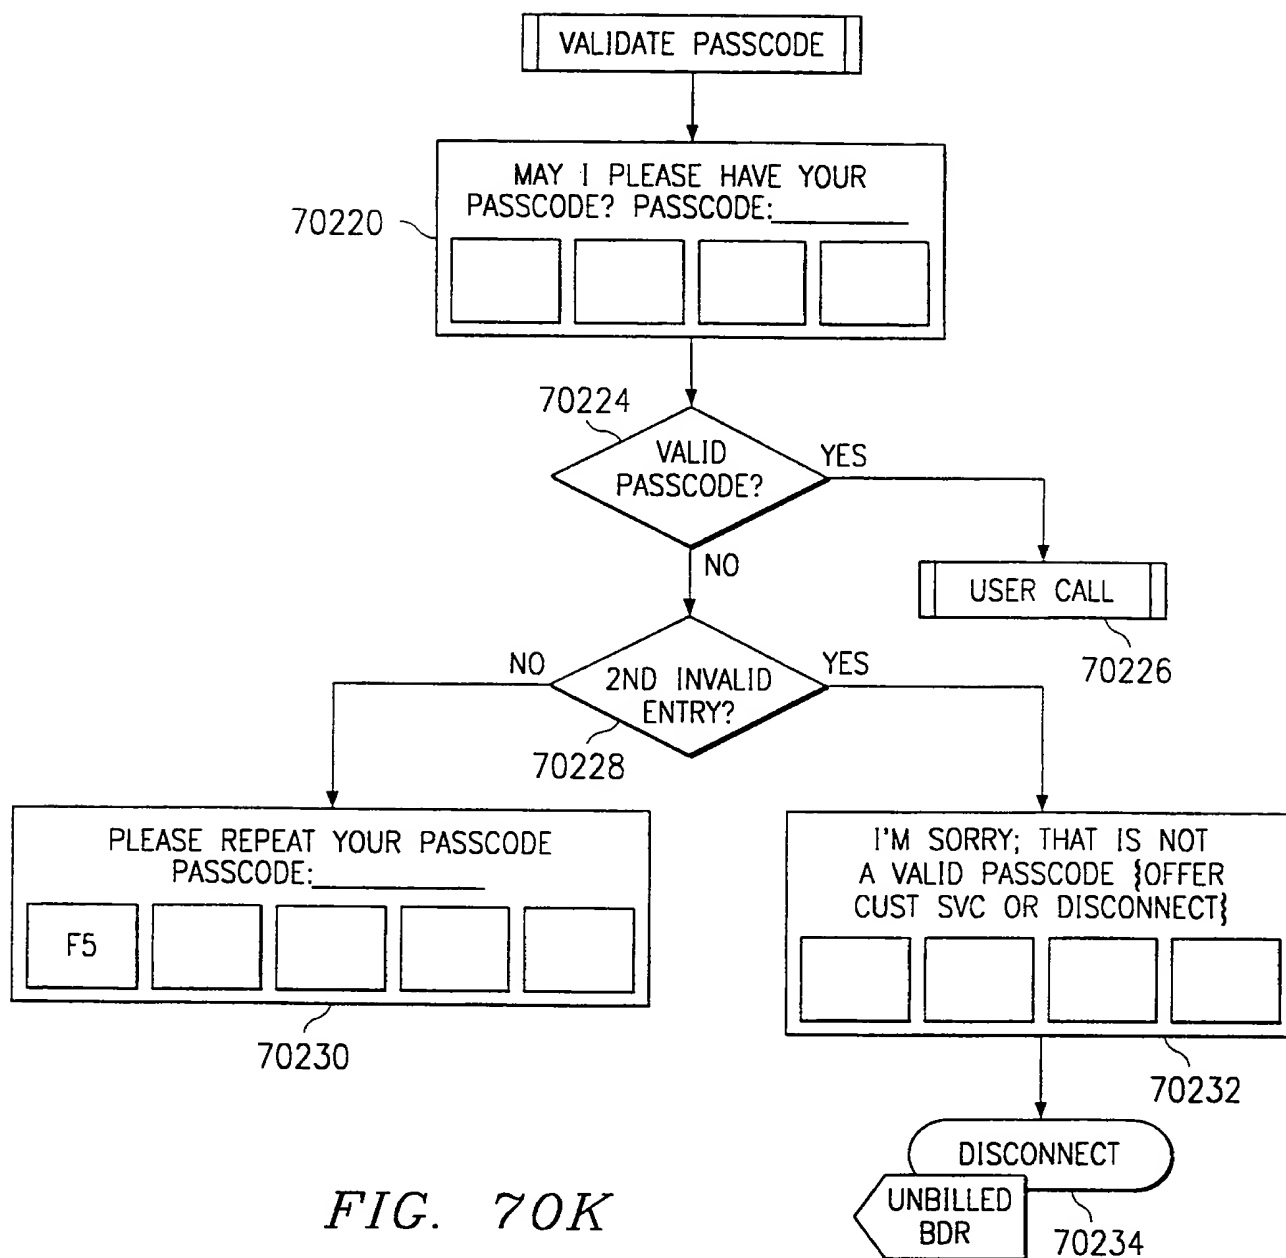 VALIDATE PASSCODE
MAY I PLEASE HAVE YOUR
PASSCODE? PASSCODE:__________
70220
70224
VALID
PASSCODE?
YES
NO
USER CALL
70226
NO
2ND INVALID
ENTRY?
YES
70228
PLEASE REPEAT YOUR PASSCODE
PASSCODE:____________
F5
70230
I'M SORRY; THAT IS NOT
A VALID PASSCODE {OFFER
CUST SVC OR DISCONNECT}
70232
DISCONNECT
UNBILLED
BDR
70234
FIG. 70K